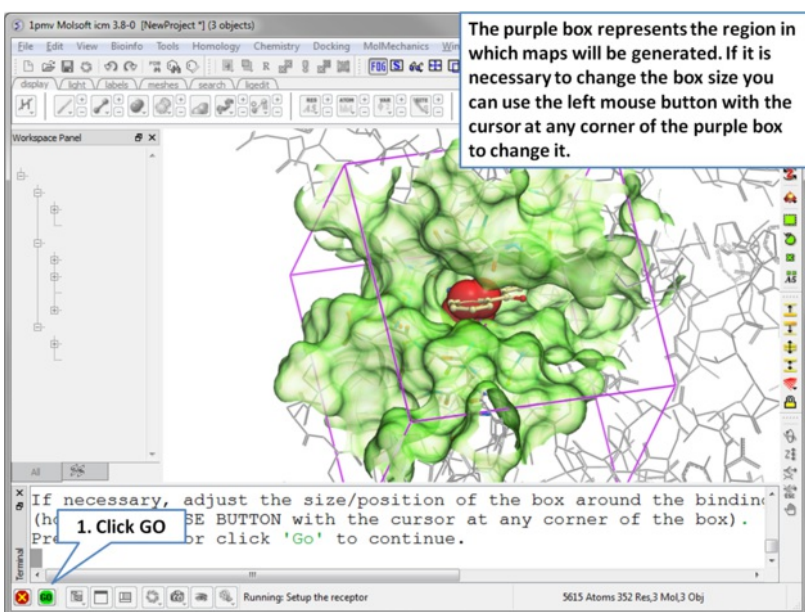 1pmv Molsoft icm 3.8-0 [NewProject *] (3 objects)
File Edit View Bioinfo Tools Homology Chemistry Docking MolMechanics
The purple box represents the region in
which maps will be generated. If it is
necessary to change the box size you
can use the left mouse button with the
cursor at any corner of the purple box
to change it.
display light labels meshes search ligedit
Workspace Panel
All
If necessary, adjust the size/position of the box around the
SE BUTTON with the cursor at any corner of the box).
or click 'Go' to continue.
1. Click GO
Terminal
GO
Running: Setup the receptor
5615 Atoms 352 Res,3 Mol,3 Obj